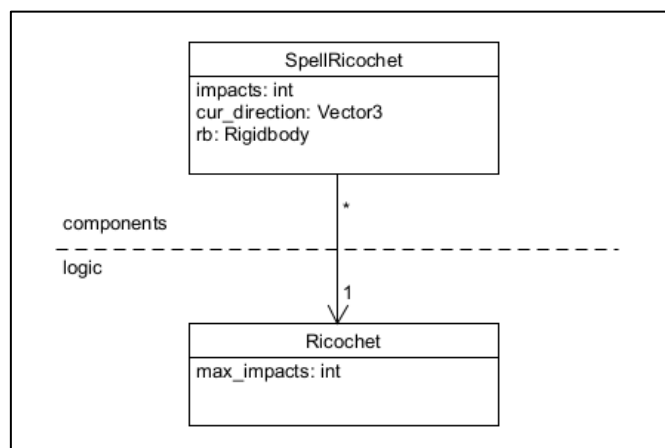 SpellRicochet
impacts: int
cur_direction: Vector3
rb: Rigidbody
*
components
logic
1
Ricochet
max_impacts: int